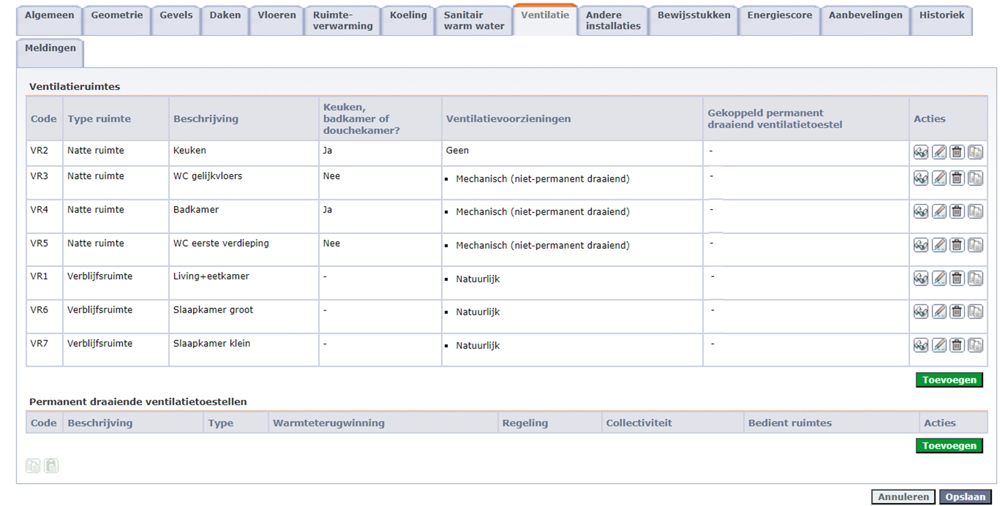 Algemeen Geometrie Gevels Daken Vloeren Ruimte-verwarming Koeling Sanitair warm water Ventilatie Andere installaties Bewijsstukken Energiescore Aanbevelingen Historiek
Meldingen
Ventilatieruimtes
Code Type ruimte Beschrijving Keuken, badkamer of douchekamer? Ventilatievoorzieningen Gekoppeld permanent draaiend ventilatietoestel Acties
VR2 Natte ruimte Keuken Ja Geen -
VR3 Natte ruimte WC gelijkvloers Nee ▪ Mechanisch (niet-permanent draaiend) -
VR4 Natte ruimte Badkamer Ja ▪ Mechanisch (niet-permanent draaiend) -
VR5 Natte ruimte WC eerste verdieping Nee ▪ Mechanisch (niet-permanent draaiend) -
VR1 Verblijfsruimte Living+eetkamer - ▪ Natuurlijk -
VR6 Verblijfsruimte Slaapkamer groot - ▪ Natuurlijk -
VR7 Verblijfsruimte Slaapkamer klein - ▪ Natuurlijk -
Toevoegen
Permanent draaiende ventilatietoestellen
Code Beschrijving Type Warmteterugwinning Regeling Collectiviteit Bedient ruimtes Acties
Toevoegen
Annuleren Opslaan